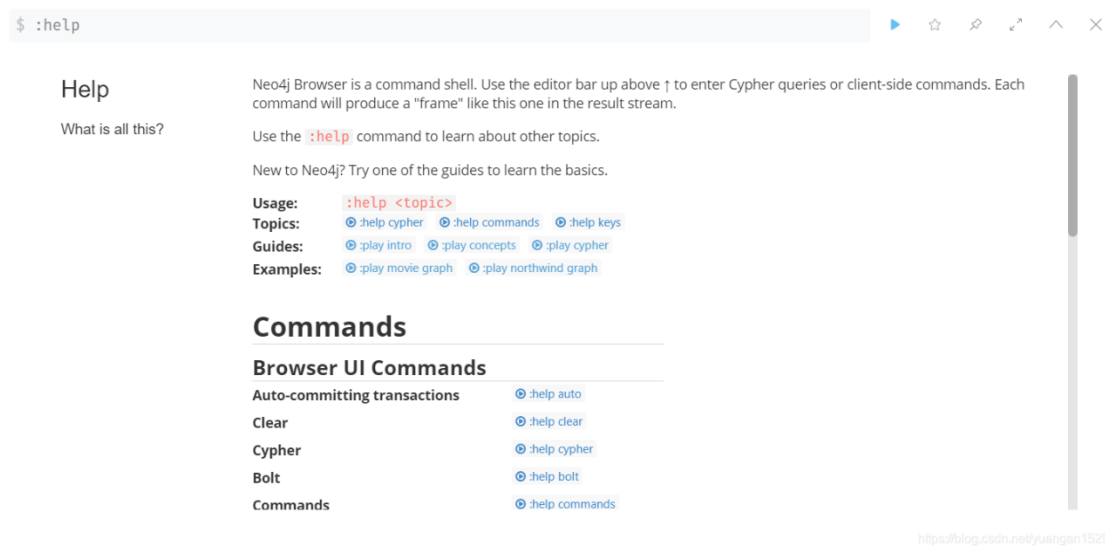 $ :help
Help
What is all this?
Neo4j Browser is a command shell. Use the editor bar up above ↑ to enter Cypher queries or client-side commands. Each
command will produce a "frame" like this one in the result stream.
Use the :help command to learn about other topics.
New to Neo4j? Try one of the guides to learn the basics.
Usage: :help <topic>
Topics: :help cypher :help commands :help keys
Guides: :play intro :play concepts :play cypher
Examples: :play movie graph :play northwind graph
Commands
Browser UI Commands
Auto-committing transactions :help auto
Clear :help clear
Cypher :help cypher
Bolt :help bolt
Commands :help commands
https://blog.csdn.net/yuangan1529